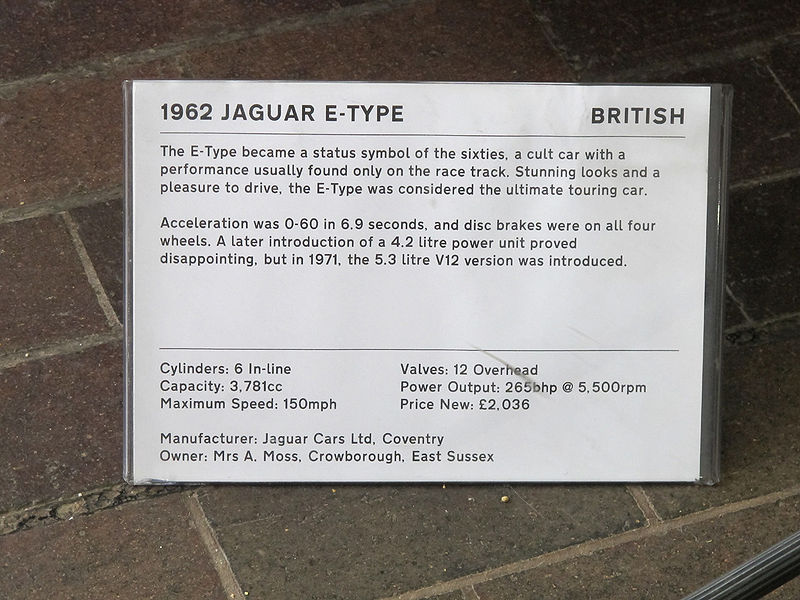 1962 JAGUAR E-TYPE BRITISH
The E-Type became a status symbol of the sixties, a cult car with a
performance usually found only on the race track. Stunning looks and a
pleasure to drive, the E-Type was considered the ultimate touring car.
Acceleration was 0-60 in 6.9 seconds, and disc brakes were on all four
wheels. A later introduction of a 4.2 litre power unit proved
disappointing, but in 1971, the 5.3 litre V12 version was introduced.
Cylinders: 6 In-line
Capacity: 3,781cc
Maximum Speed: 150mph
Valves: 12 Overhead
Power Output: 265bhp @ 5,500rpm
Price New: £2,036
Manufacturer: Jaguar Cars Ltd, Coventry
Owner: Mrs A. Moss, Crowborough, East Sussex